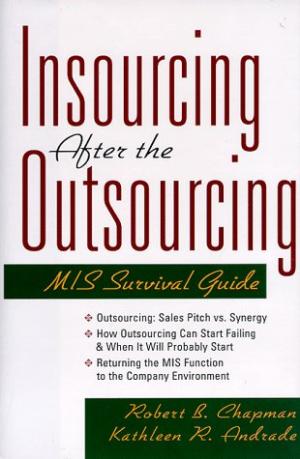 Insourcing
After the
Outsourcing
MIS Survival Guide
❖ Outsourcing: Sales Pitch vs. Synergy
❖ How Outsourcing Can Start Failing
& When It Will Probably Start
❖ Returning the MIS Function
to the Company Environment
Robert B. Chapman
Kathleen R. Andrade